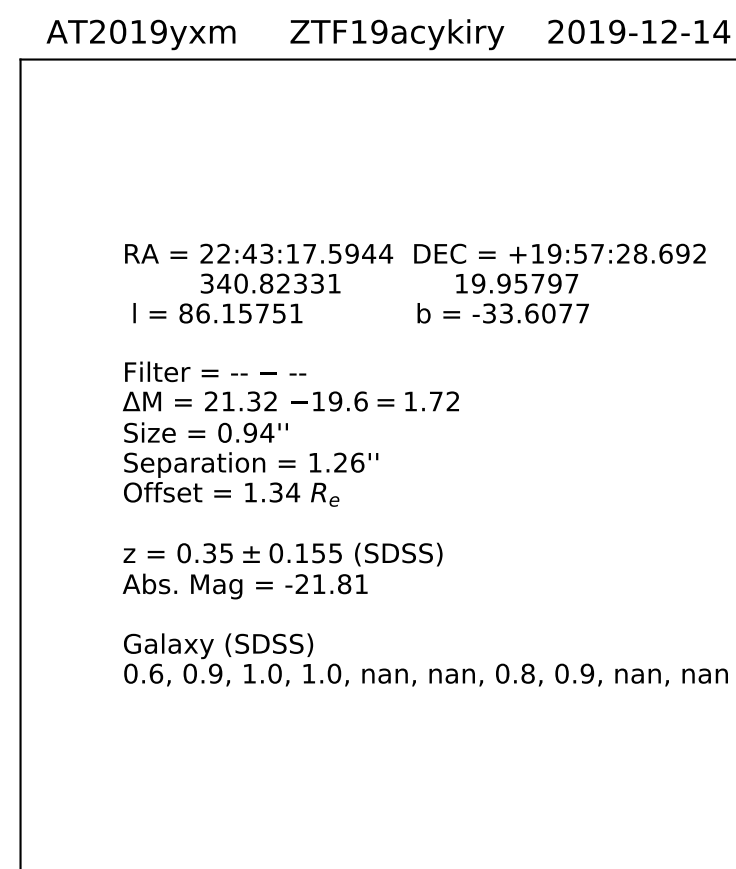 AT2019yxm ZTF19acykiry 2019-12-14
RA = 22:43:17.5944 DEC = +19:57:28.692
340.82331 19.95797
l = 86.15751 b = -33.6077
Filter = -- − --
ΔM = 21.32 −19.6 = 1.72
Size = 0.94''
Separation = 1.26''
Offset = 1.34 Rₑ
z = 0.35 ± 0.155 (SDSS)
Abs. Mag = -21.81
Galaxy (SDSS)
0.6, 0.9, 1.0, 1.0, nan, nan, 0.8, 0.9, nan, nan